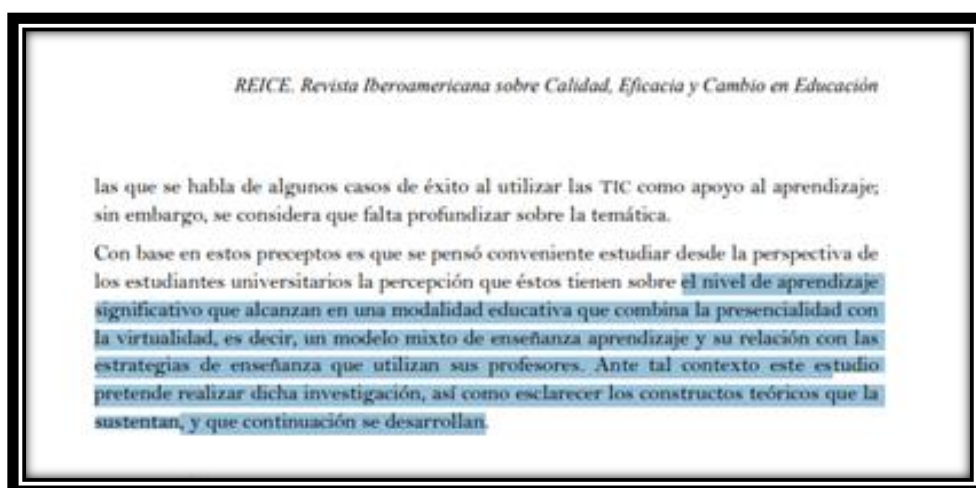 REICE. Revista Iberoamericana sobre Calidad, Eficacia y Cambio en Educación
las que se habla de algunos casos de éxito al utilizar las TIC como apoyo al aprendizaje;
sin embargo, se considera que falta profundizar sobre la temática.
Con base en estos preceptos es que se pensó conveniente estudiar desde la perspectiva de
los estudiantes universitarios la percepción que éstos tienen sobre el nivel de aprendizaje
significativo que alcanzan en una modalidad educativa que combina la presencialidad con
la virtualidad, es decir, un modelo mixto de enseñanza aprendizaje y su relación con las
estrategias de enseñanza que utilizan sus profesores. Ante tal contexto este estudio
pretende realizar dicha investigación, así como esclarecer los constructos teóricos que la
sustentan, y que continuación se desarrollan.